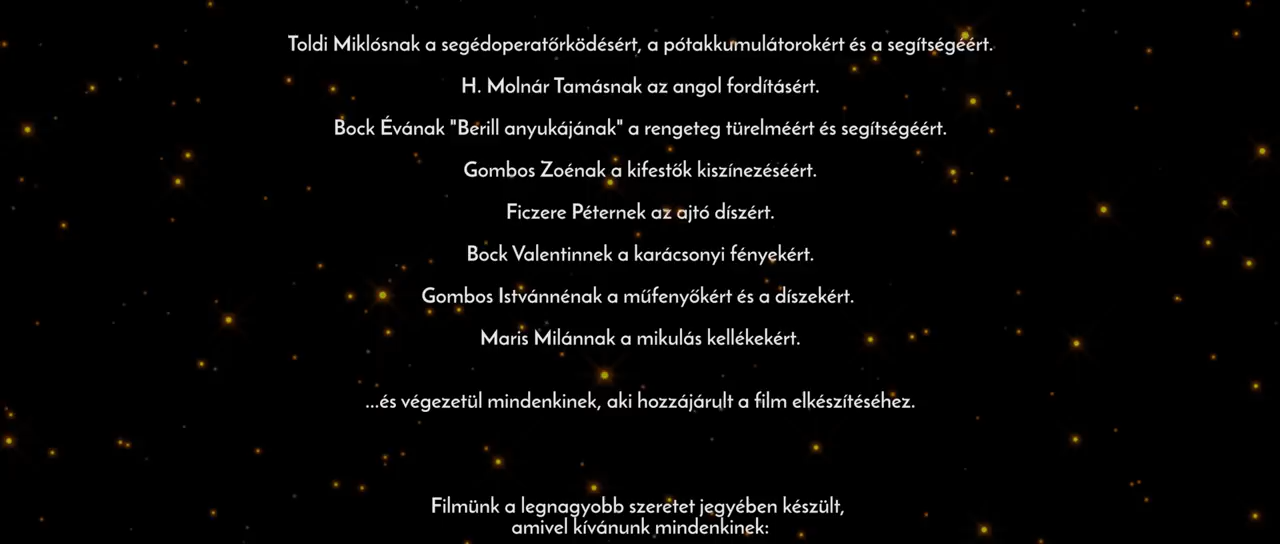 Toldi Miklósnak a segédoperatőrködésért, a pótakkumulátorokért és a segítségéért.
H. Molnár Tamásnak az angol fordításért.
Bock Évának "Berill anyukájának" a rengeteg türelméért és segítségéért.
Gombos Zoénak a kifestők kiszínezéséért.
Ficzere Péternek az ajtó díszért.
Bock Valentinnek a karácsonyi fényekért.
Gombos Istvánnénak a műfenyőkért és a díszekért.
Maris Milánnak a mikulás kellékekért.
...és végezetül mindenkinek, aki hozzájárult a film elkészítéséhez.
Filmünk a legnagyobb szeretet jegyében készült,
amivel kívánunk mindenkinek: